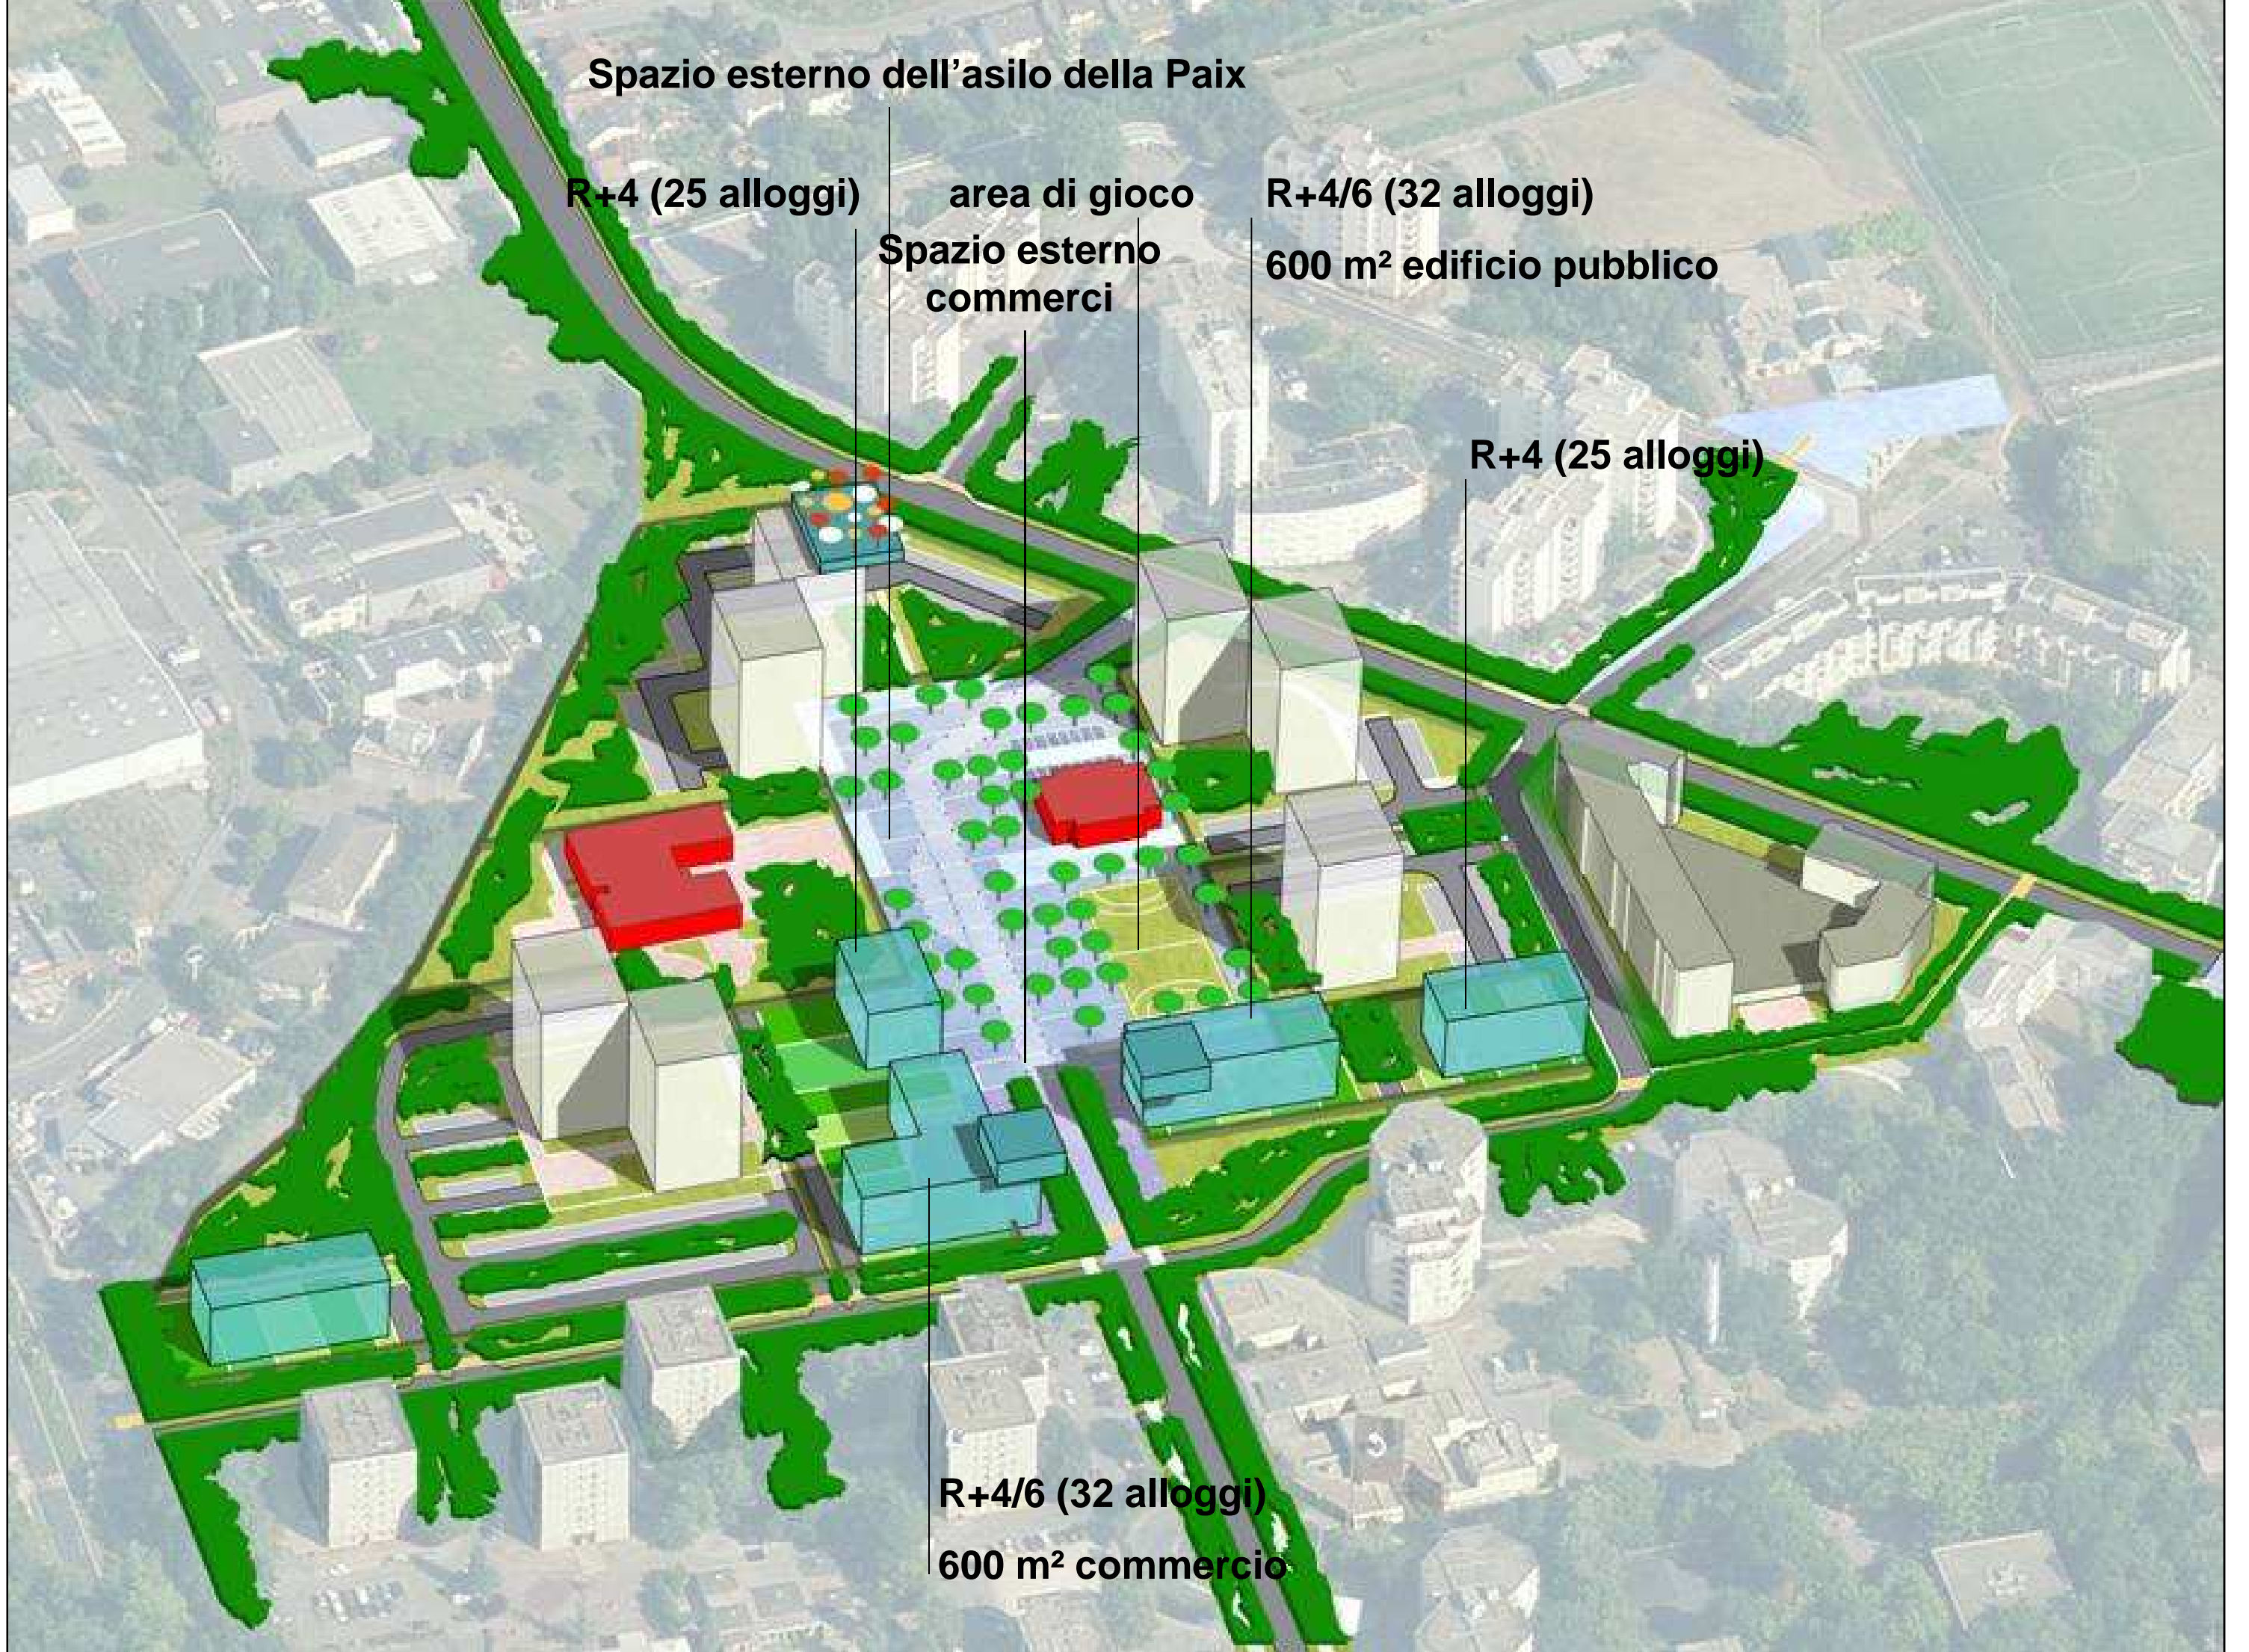 Spazio esterno dell'asilo della Paix
R+4 (25 alloggi)
area di gioco
R+4/6 (32 alloggi)
Spazio esterno
commerci
600 m² edificio pubblico
R+4 (25 alloggi)
R+4/6 (32 alloggi)
600 m² commercio